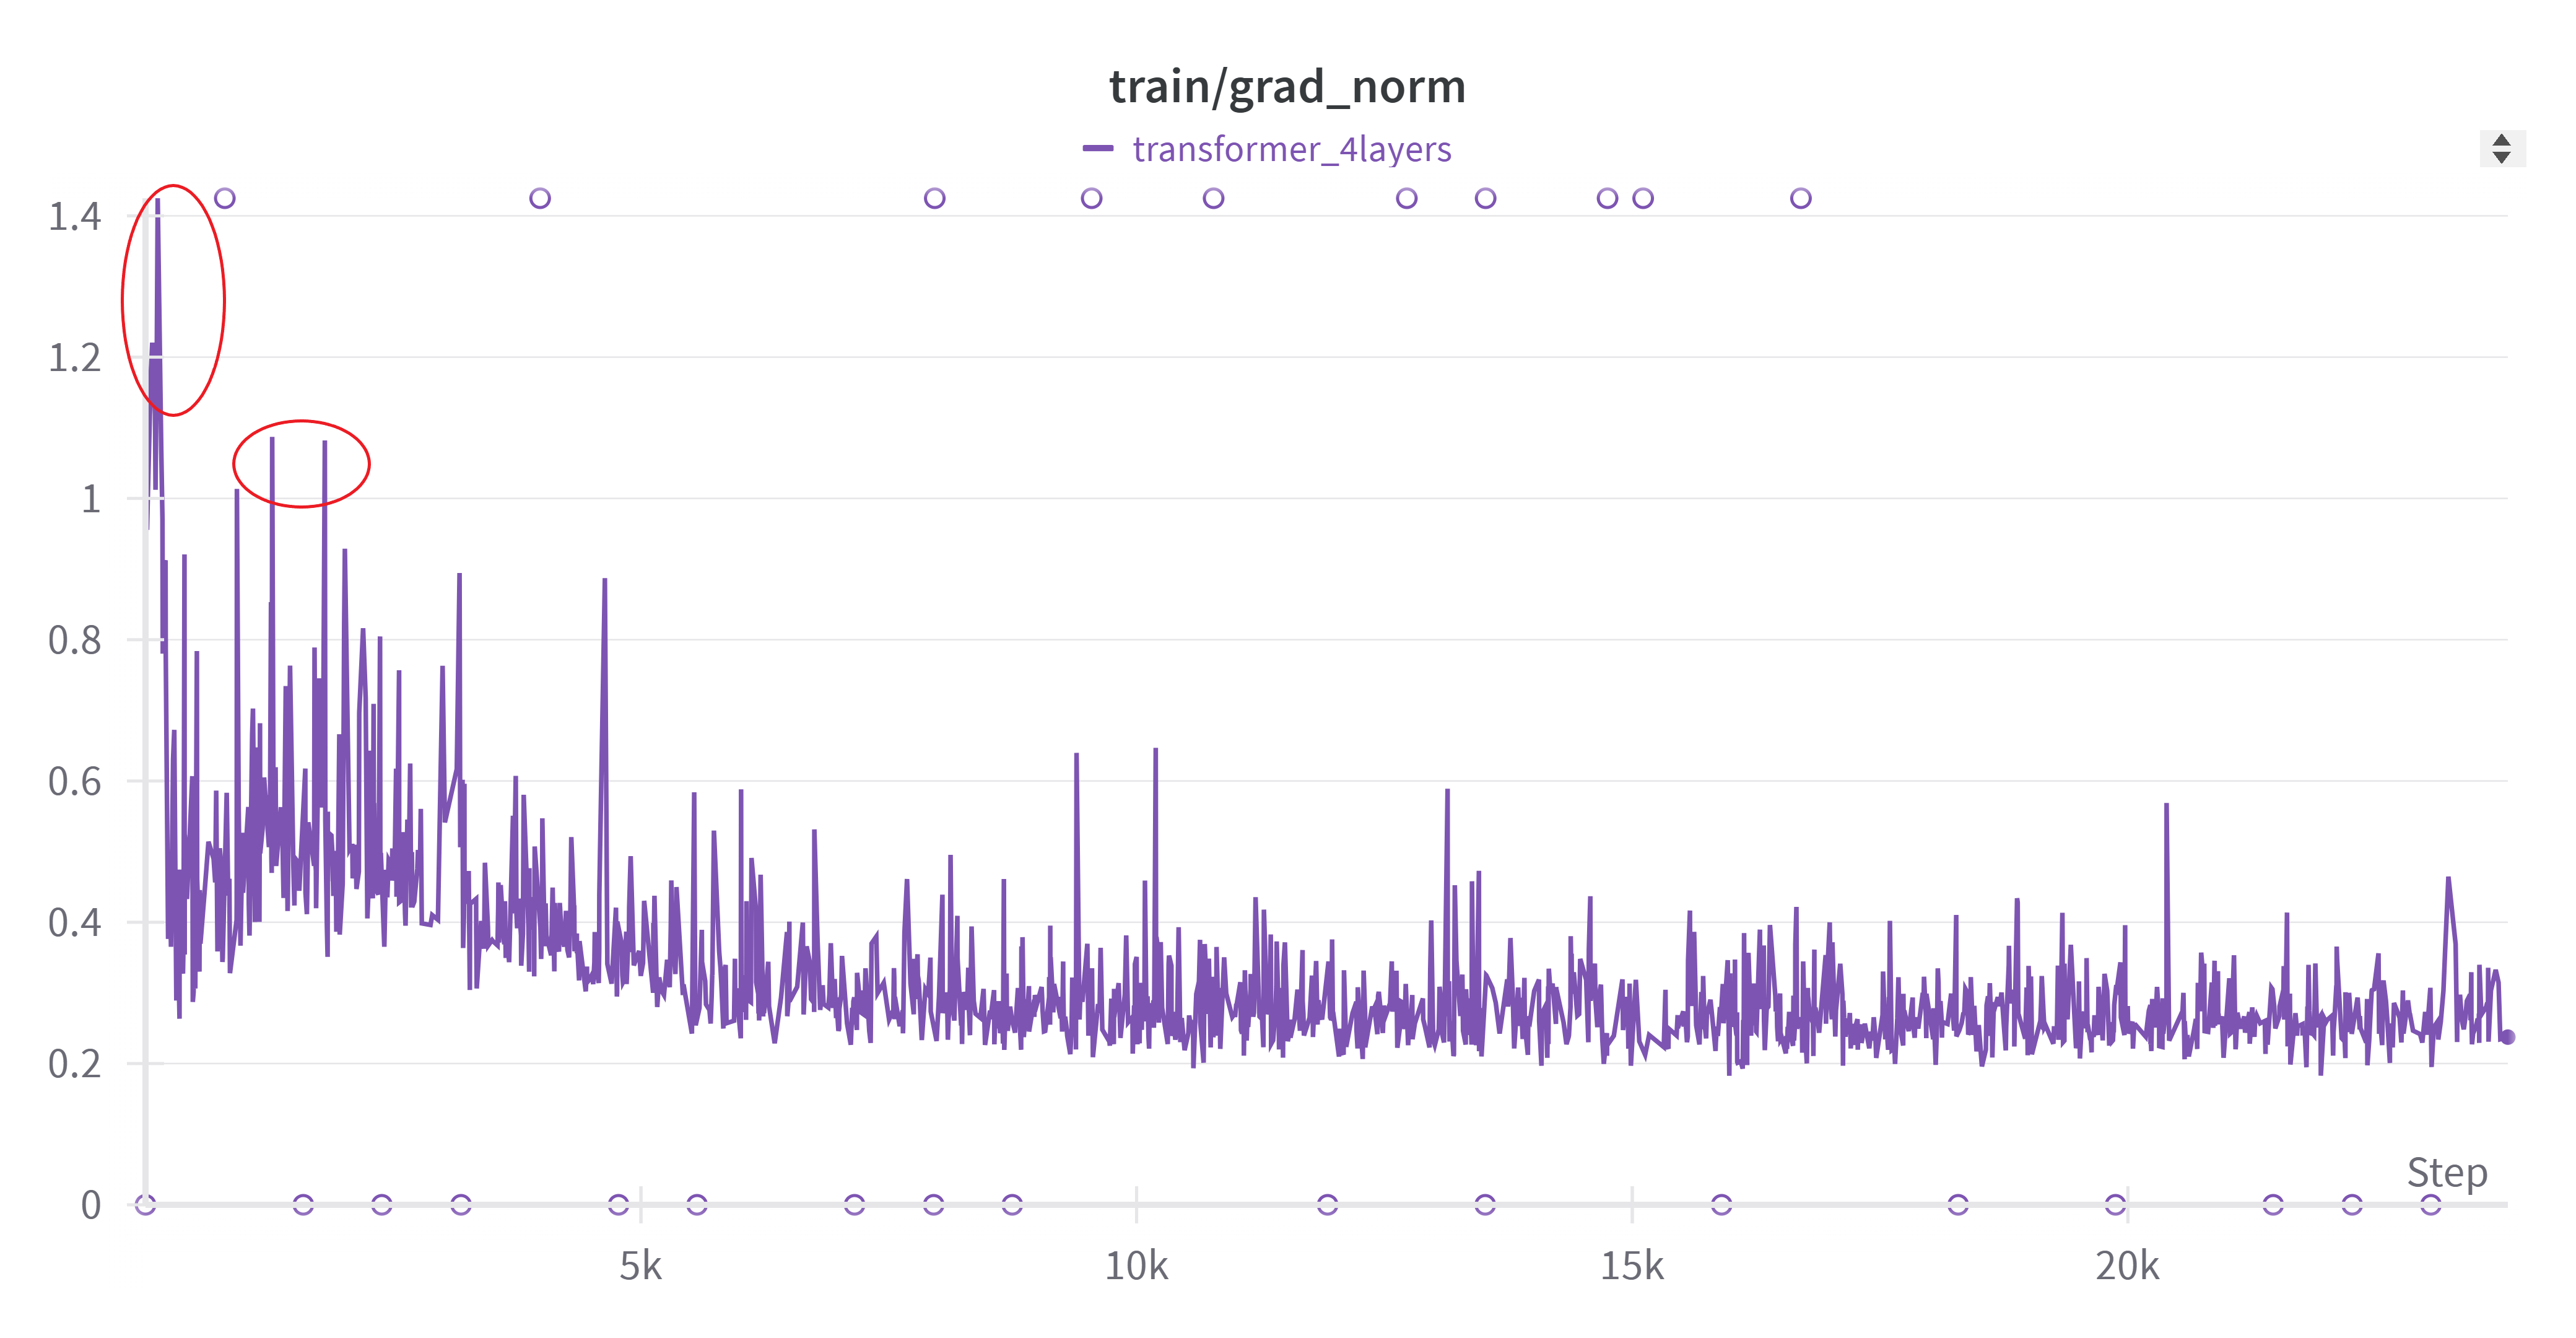 train/grad_norm
transformer_4layers
1.4
1.2
1
0.8
0.6
0.4
0.2
0
Step
5k
10k
15k
20k